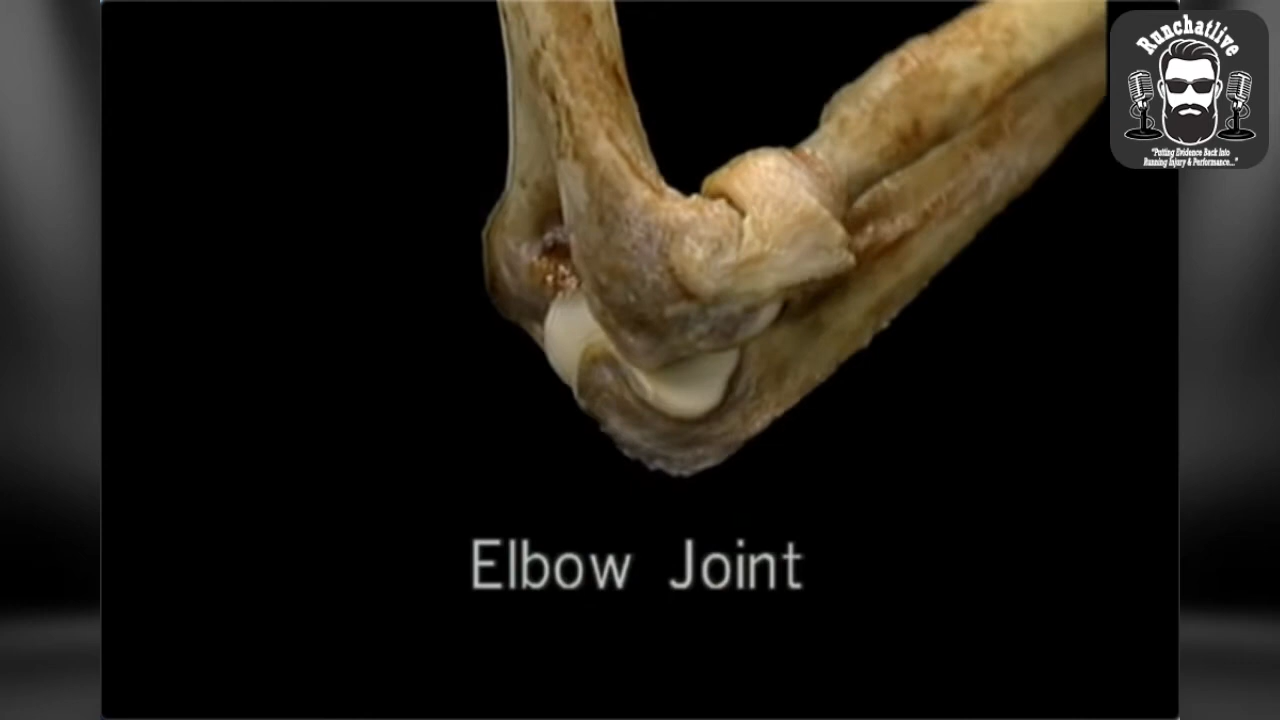 Runchatlive
"Putting Evidence Back Into
Running Injury & Performance..."
Elbow Joint